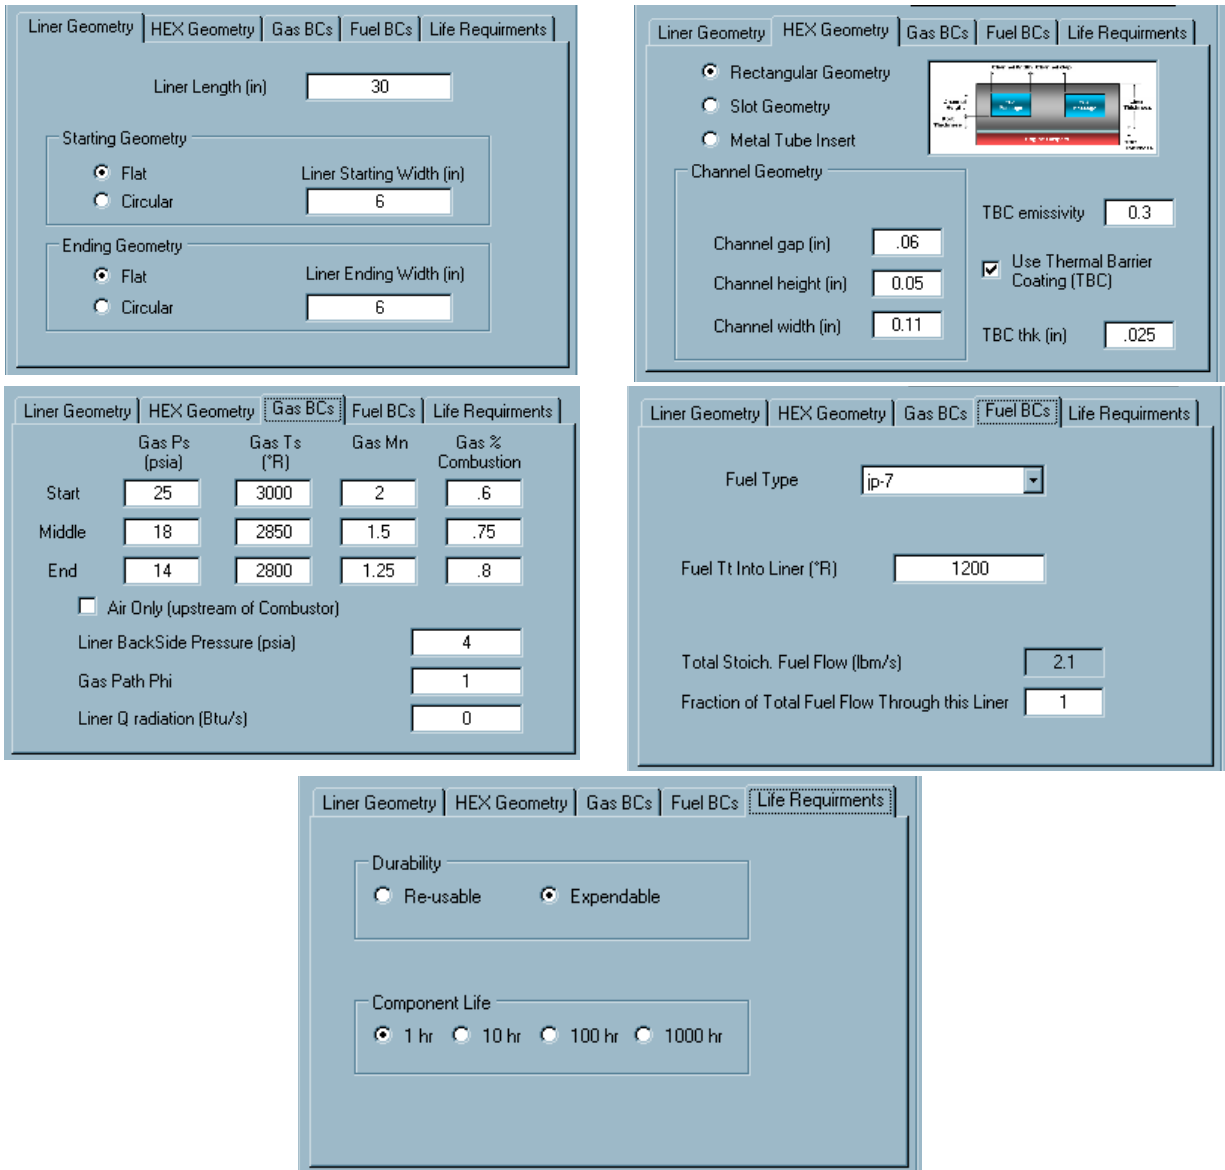 Liner Geometry HEX Geometry Gas BCs Fuel BCs Life Requirments
Liner Length (in) 30
Starting Geometry
Flat Liner Starting Width (in)
Circular 6
Ending Geometry
Flat Liner Ending Width (in)
Circular 6
Liner Geometry HEX Geometry Gas BCs Fuel BCs Life Requirments
Rectangular Geometry
Slot Geometry
Metal Tube Insert
Channel Geometry
Channel gap (in) .06
Channel height (in) 0.05
Channel width (in) 0.11
TBC emissivity 0.3
Use Thermal Barrier
Coating (TBC)
TBC thk (in) .025
Liner Geometry HEX Geometry Gas BCs Fuel BCs Life Requirments
Gas Ps Gas Ts Gas Mn Gas %
(psia) (*R) Combustion
Start 25 3000 2 .6
Middle 18 2850 1.5 .75
End 14 2800 1.25 .8
Air Only (upstream of Combustor)
Liner BackSide Pressure (psia) 4
Gas Path Phi 1
Liner Q radiation (Btu/s) 0
Liner Geometry HEX Geometry Gas BCs Fuel BCs Life Requirments
Fuel Type jp-7
Fuel Tt Into Liner (*R) 1200
Total Stoich. Fuel Flow (lbm/s) 2.1
Fraction of Total Fuel Flow Through this Liner 1
Liner Geometry HEX Geometry Gas BCs Fuel BCs Life Requirments
Durability
Re-usable Expendable
Component Life
1 hr 10 hr 100 hr 1000 hr